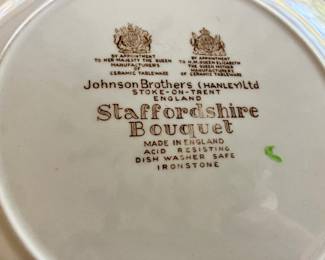 BY APPOINTMENT
TO HER MAJESTY THE QUEEN
MANUFACTURERS
OF
CERAMIC TABLEWARE
BY APPOINTMENT
TO H.M. QUEEN ELIZABETH
THE QUEEN MOTHER
MANUFACTURERS
OF CERAMIC TABLEWARE
Johnson Brothers (HANLEY) Ltd
STOKE-ON-TRENT
ENGLAND
Staffordshire
Bouquet
MADE IN ENGLAND
ACID RESISTING
DISH WASHER SAFE
IRONSTONE